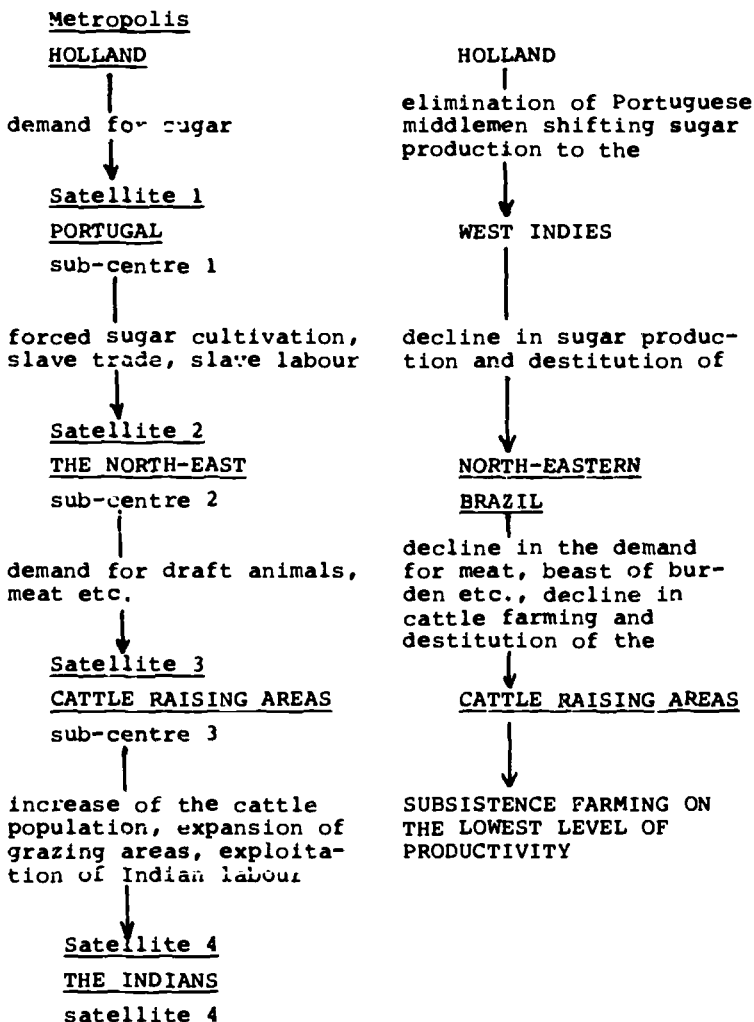 Metropolis
HOLLAND
demand for sugar
Satellite 1
PORTUGAL
sub-centre 1
forced sugar cultivation,
slave trade, slave labour
Satellite 2
THE NORTH-EAST
sub-centre 2
demand for draft animals,
meat etc.
Satellite 3
CATTLE RAISING AREAS
sub-centre 3
increase of the cattle
population, expansion of
grazing areas, exploita-
tion of Indian labour
Satellite 4
THE INDIANS
satellite 4
HOLLAND
elimination of Portuguese
middlemen shifting sugar
production to the
WEST INDIES
decline in sugar produc-
tion and destitution of
NORTH-EASTERN
BRAZIL
decline in the demand
for meat, beast of bur-
den etc., decline in
cattle farming and
destitution of the
CATTLE RAISING AREAS
SUBSISTENCE FARMING ON
THE LOWEST LEVEL OF
PRODUCTIVITY